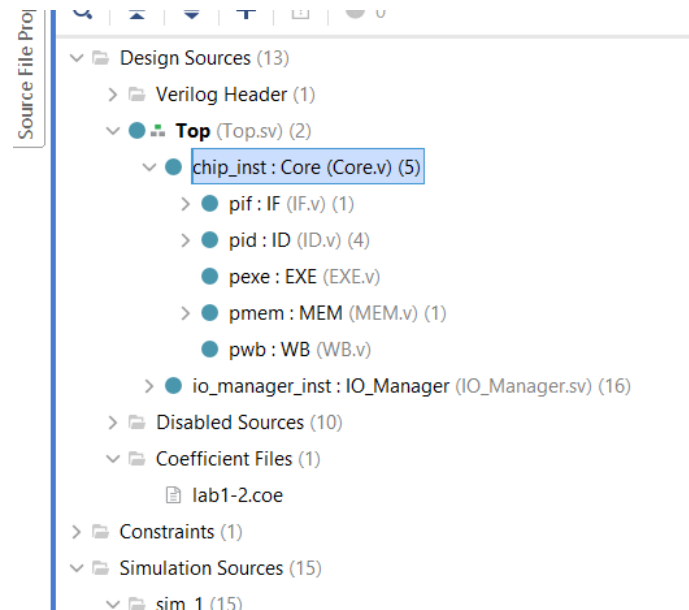 0
Source File Prop
Design Sources (13)
Verilog Header (1)
Top (Top.sv) (2)
chip_inst : Core (Core.v) (5)
pif : IF (IF.v) (1)
pid : ID (ID.v) (4)
pexe : EXE (EXE.v)
pmem : MEM (MEM.v) (1)
pwb : WB (WB.v)
io_manager_inst : IO_Manager (IO_Manager.sv) (16)
Disabled Sources (10)
Coefficient Files (1)
lab1-2.coe
Constraints (1)
Simulation Sources (15)
sim_1 (15)